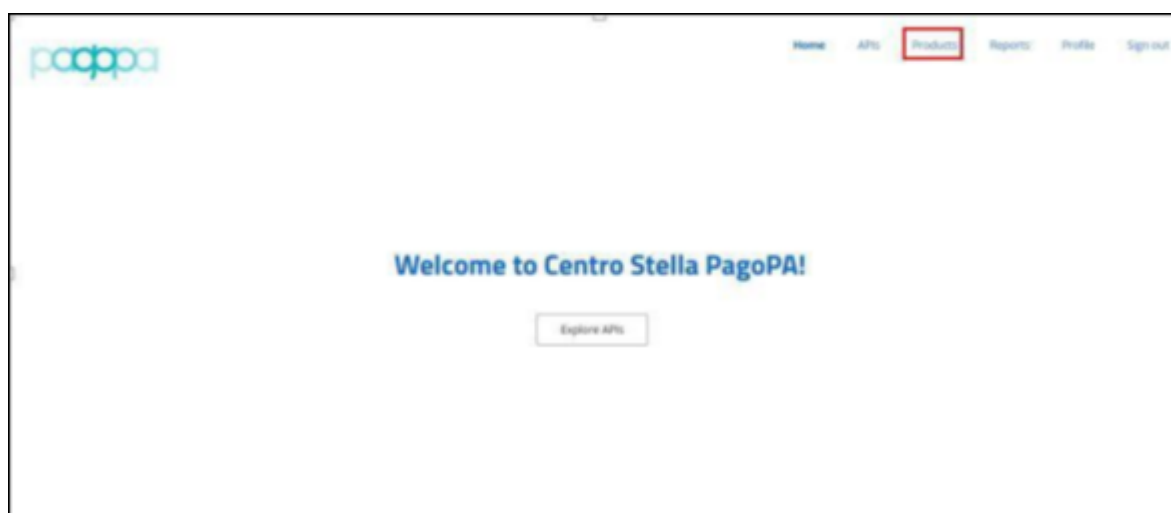 pagopa
Home APIs Products Reports Profile Sign out
Welcome to Centro Stella PagoPA!
Explore APIs